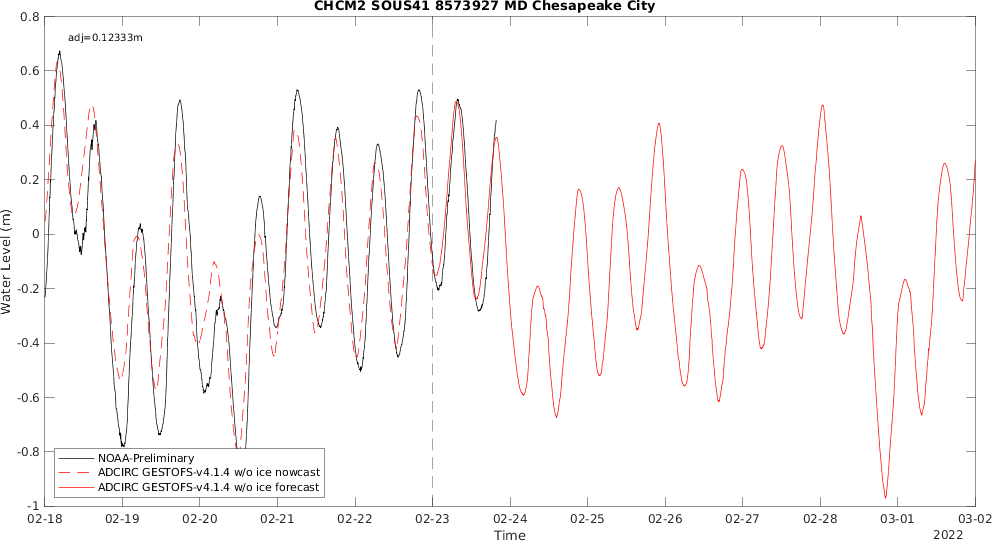 CHCM2 SOUS41 8573927 MD Chesapeake City
adj=0.12333m
0.8
0.6
0.4
0.2
0
-0.2
-0.4
-0.6
-0.8
-1
Water Level (m)
NOAA-Preliminary
ADCIRC GESTOFS-v4.1.4 w/o ice nowcast
ADCIRC GESTOFS-v4.1.4 w/o ice forecast
02-18 02-19 02-20 02-21 02-22 02-23 02-24 02-25 02-26 02-27 02-28 03-01 03-02
Time
2022